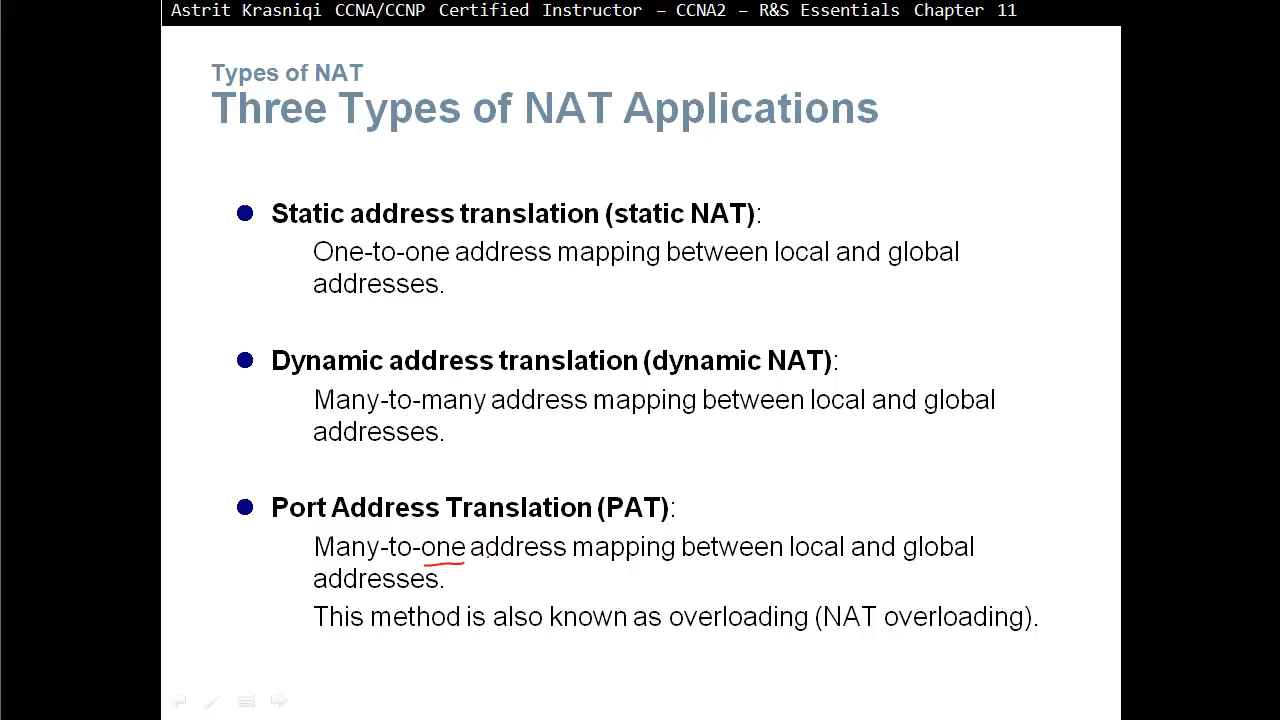 Astrit Krasniqi CCNA/CCNP Certified Instructor – CCNA2 – R&S Essentials Chapter 11
Types of NAT
Three Types of NAT Applications
Static address translation (static NAT):
One-to-one address mapping between local and global
addresses.
Dynamic address translation (dynamic NAT):
Many-to-many address mapping between local and global
addresses.
Port Address Translation (PAT):
Many-to-one address mapping between local and global
addresses.
This method is also known as overloading (NAT overloading).